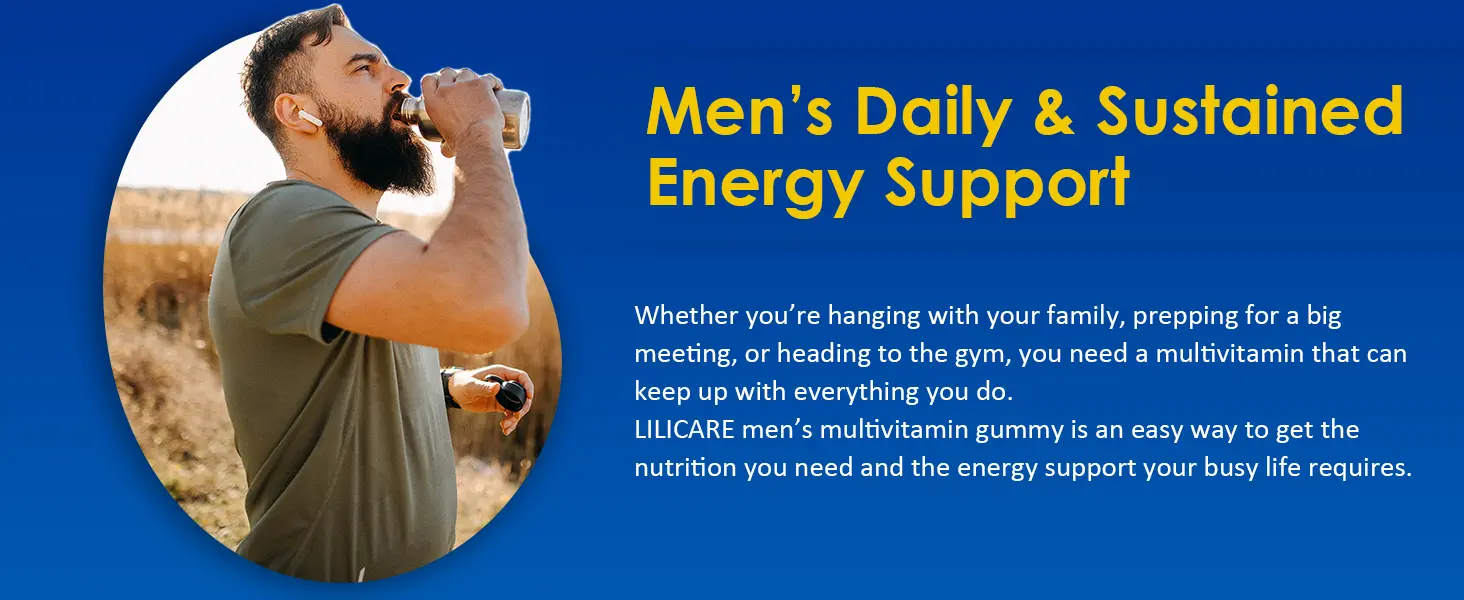 Men’s Daily & Sustained
Energy Support
Whether you’re hanging with your family, prepping for a big
meeting, or heading to the gym, you need a multivitamin that can
keep up with everything you do.
LILICARE men’s multivitamin gummy is an easy way to get the
nutrition you need and the energy support your busy life requires.